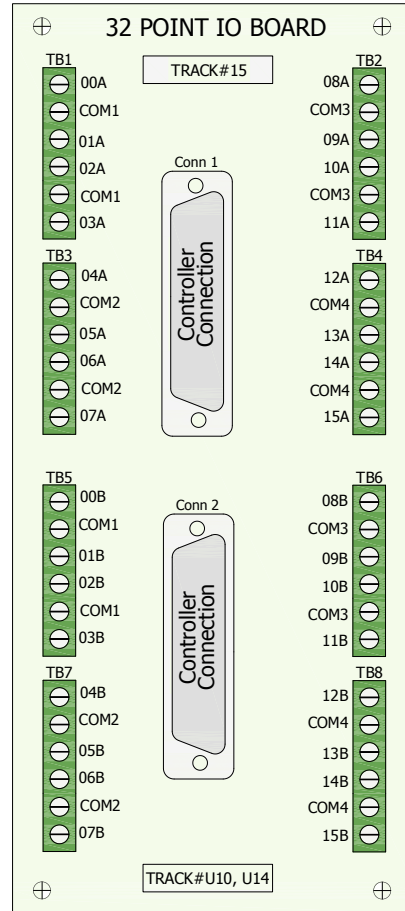 32 POINT IO BOARD
TRACK#15
TB1
00A
COM1
01A
02A
COM1
03A
TB2
08A
COM3
09A
10A
COM3
11A
Conn 1
Controller
Connection
TB3
04A
COM2
05A
06A
COM2
07A
TB4
12A
COM4
13A
14A
COM4
15A
TB5
00B
COM1
01B
02B
COM1
03B
TB6
08B
COM3
09B
10B
COM3
11B
Conn 2
Controller
Connection
TB7
04B
COM2
05B
06B
COM2
07B
TB8
12B
COM4
13B
14B
COM4
15B
TRACK#U10, U14